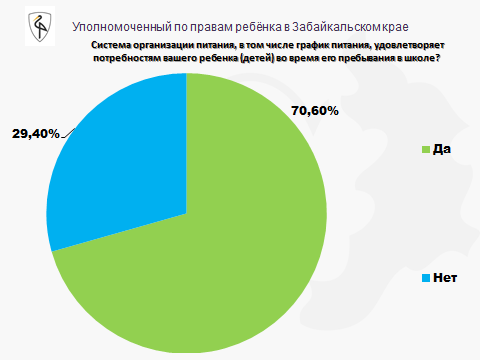 Уполномоченный по правам ребёнка в Забайкальском крае
Система организации питания, в том числе график питания, удовлетворяет
потребностям вашего ребенка (детей) во время его пребывания в школе?
70,60%
29,40%
Да
Нет